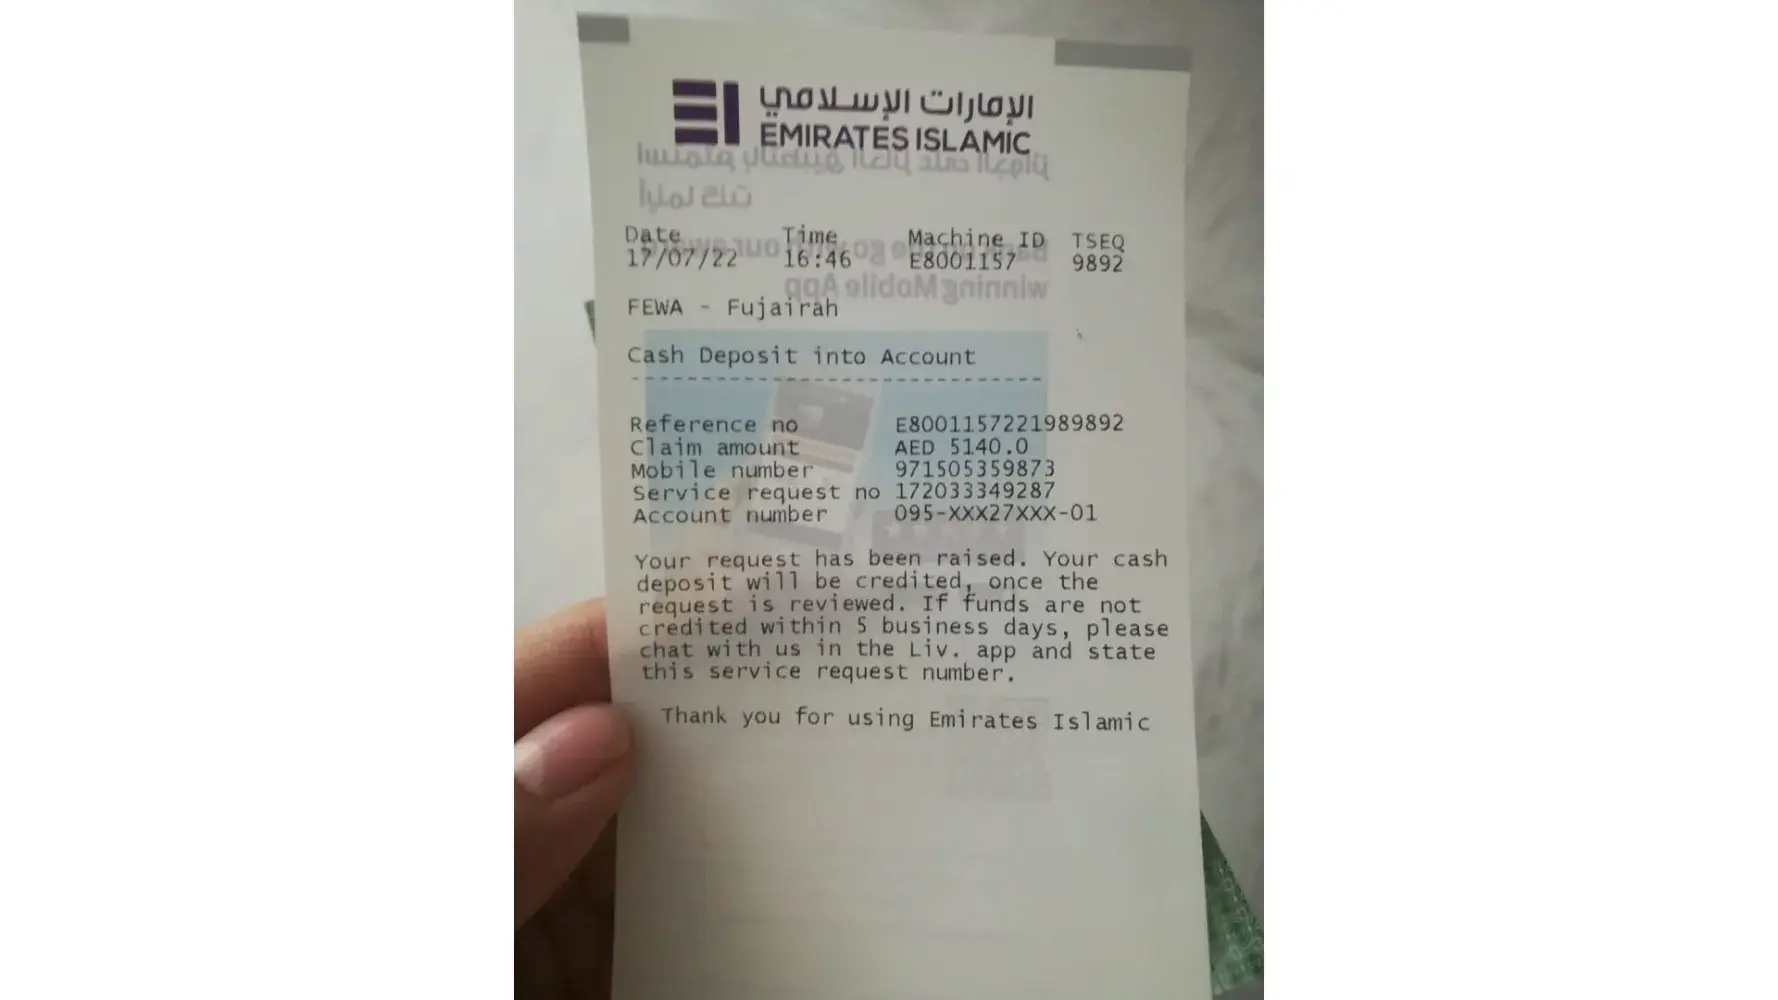 الإمارات الإسلامي
EMIRATES ISLAMIC
Date Time Machine ID TSEQ
17/07/22 16:46 E8001157 9892
FEWA - Fujairah
Cash Deposit into Account
Reference no E8001157221989892
Claim amount AED 5140.0
Mobile number 971505359873
Service request no 172033349287
Account number 095-XXX27XXX-01
Your request has been raised. Your cash
deposit will be credited, once the
request is reviewed. If funds are not
credited within 5 business days, please
chat with us in the Liv. app and state
this service request number.
Thank you for using Emirates Islamic